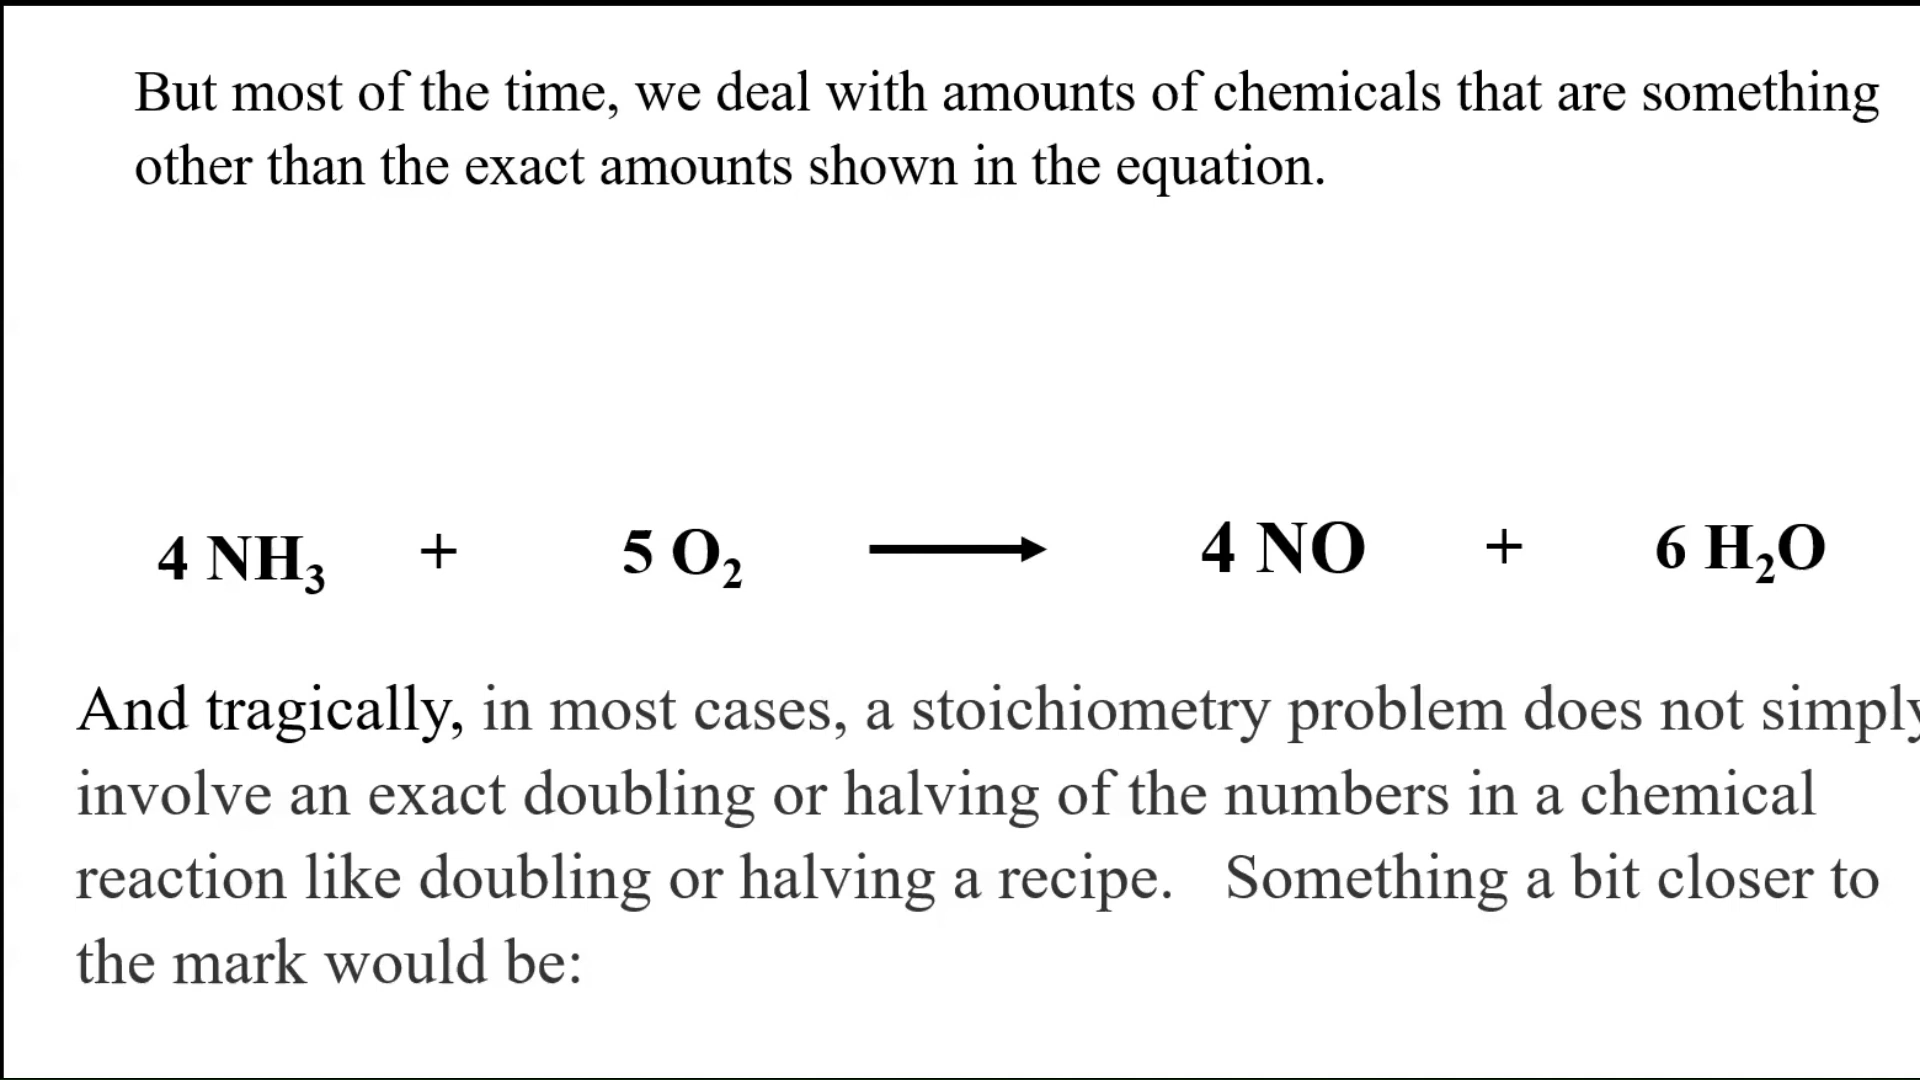 But most of the time, we deal with amounts of chemicals that are something
other than the exact amounts shown in the equation.
4 NH₃ + 5 O₂ ⟶ 4 NO + 6 H₂O
And tragically, in most cases, a stoichiometry problem does not simply
involve an exact doubling or halving of the numbers in a chemical
reaction like doubling or halving a recipe. Something a bit closer to
the mark would be: